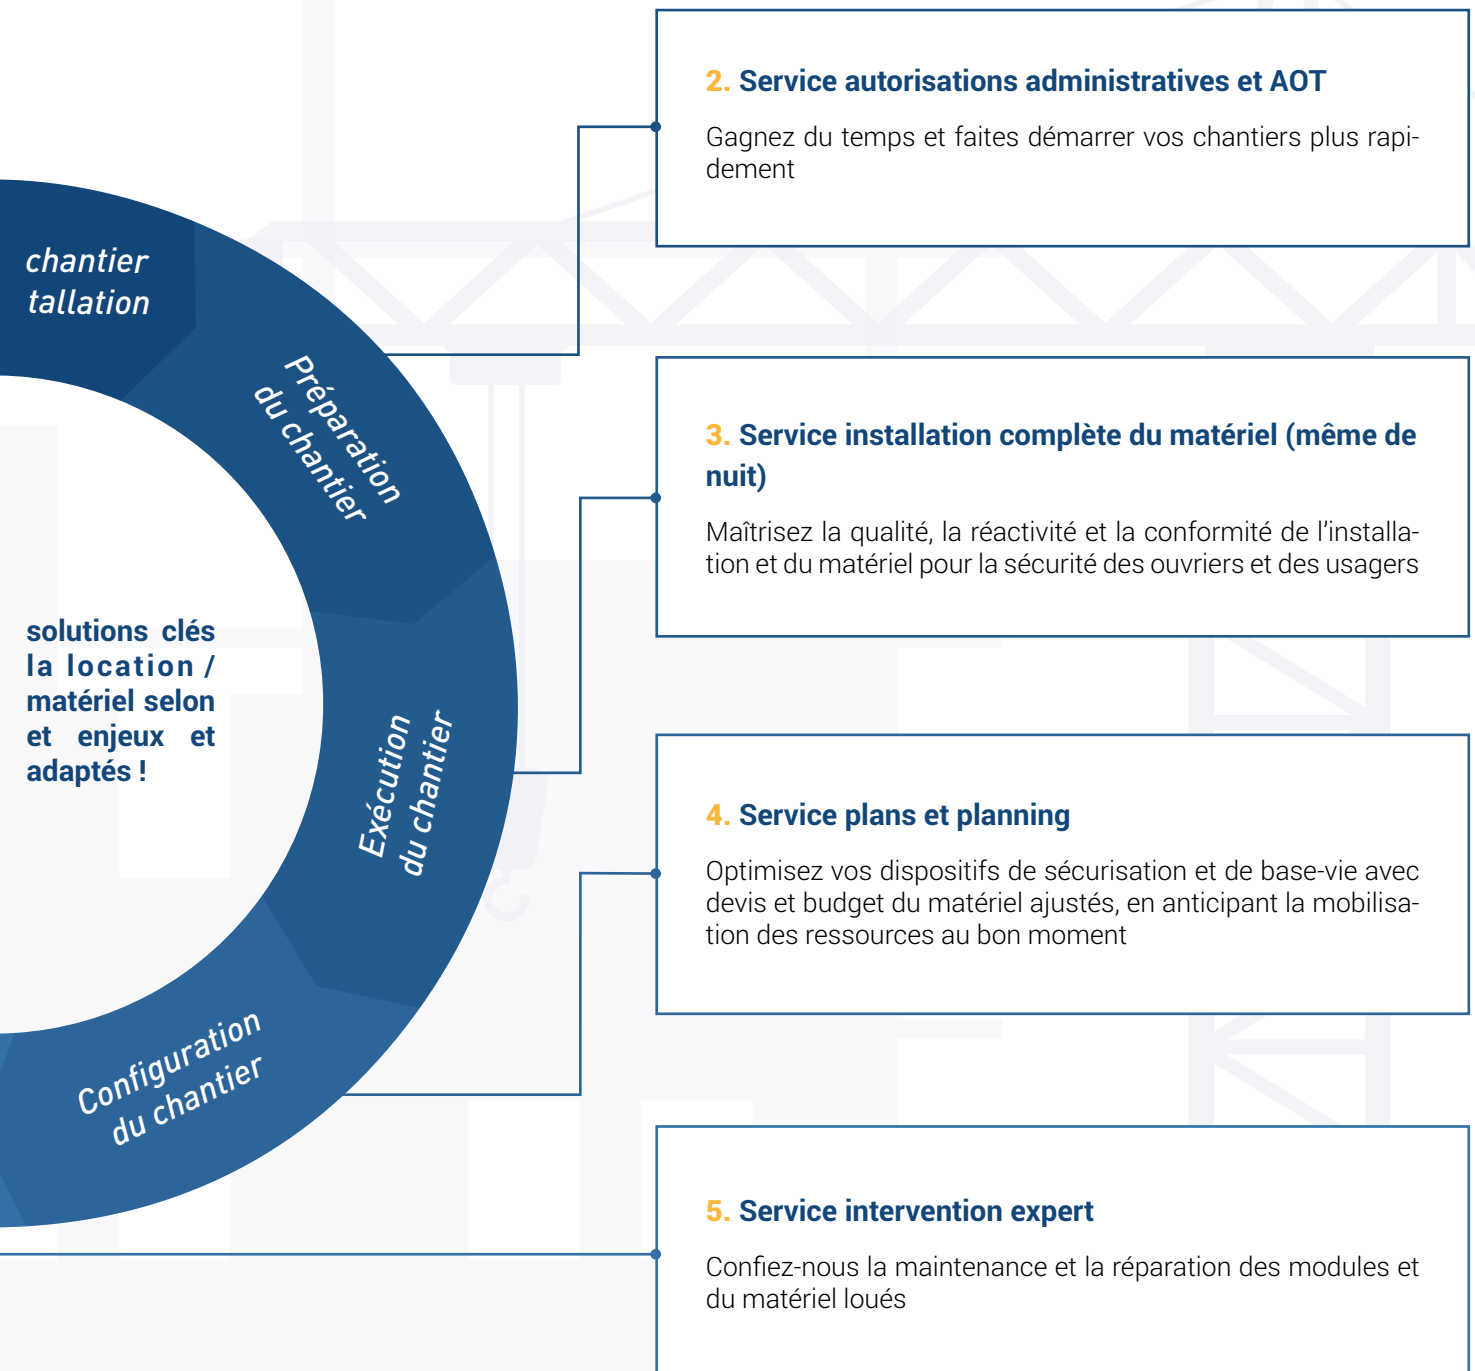 chantier
tallation
Préparation
du chantier
Exécution
du chantier
Configuration
du chantier
solutions clés
la location /
matériel selon
et enjeux et
adaptés !
2. Service autorisations administratives et AOT
Gagnez du temps et faites démarrer vos chantiers plus rapi-
dement
3. Service installation complète du matériel (même de
nuit)
Maîtrisez la qualité, la réactivité et la conformité de l’installa-
tion et du matériel pour la sécurité des ouvriers et des usagers
4. Service plans et planning
Optimisez vos dispositifs de sécurisation et de base-vie avec
devis et budget du matériel ajustés, en anticipant la mobilisa-
tion des ressources au bon moment
5. Service intervention expert
Confiez-nous la maintenance et la réparation des modules et
du matériel loués